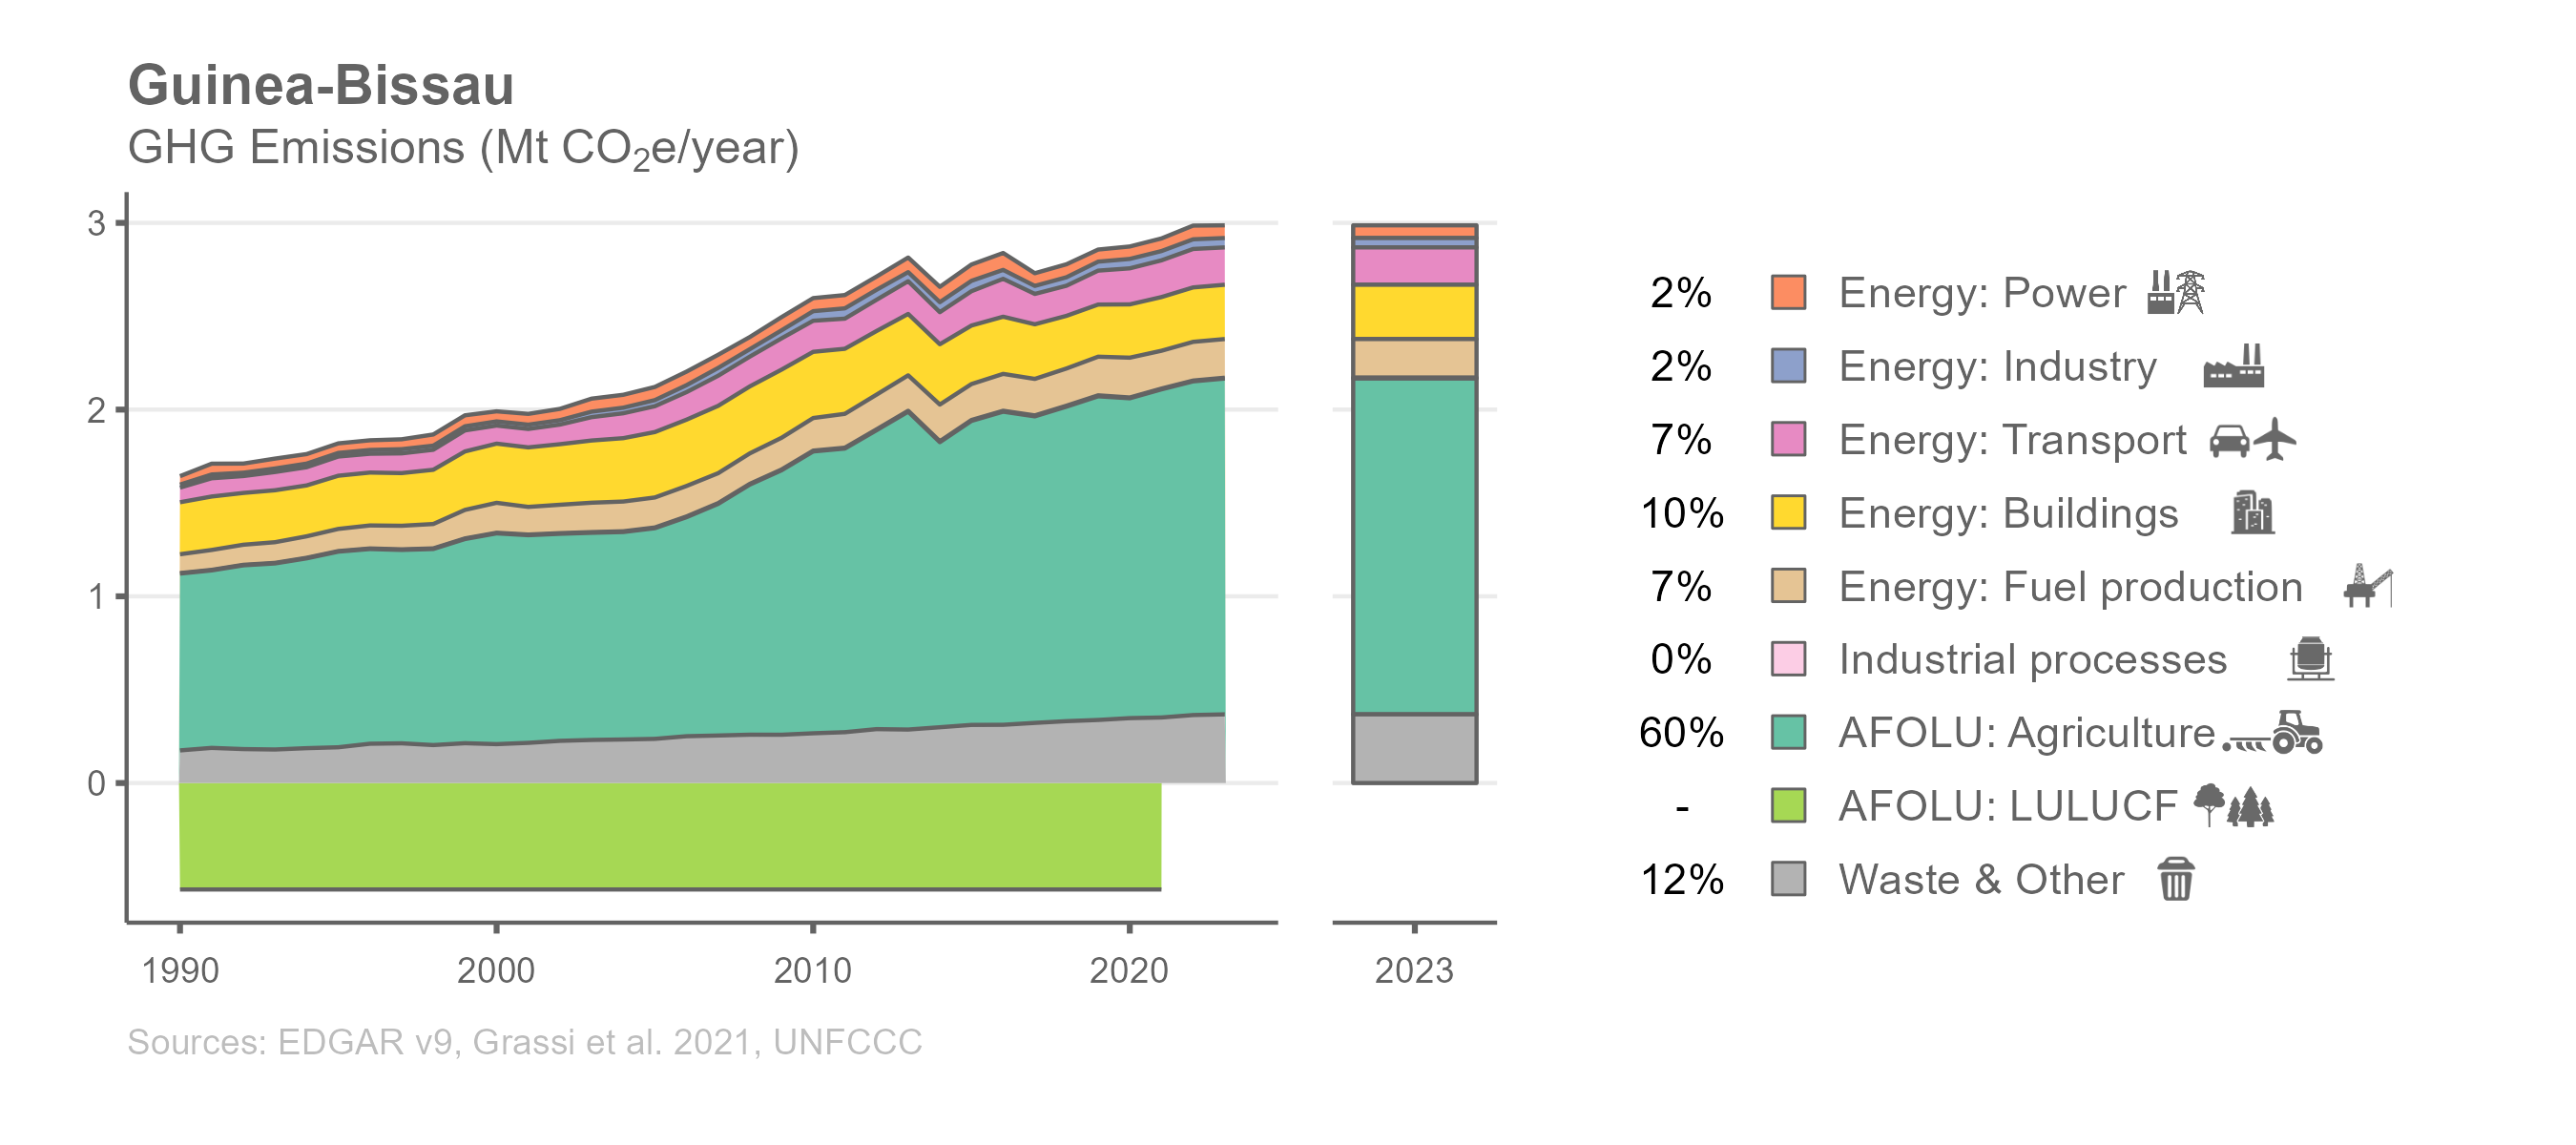 Guinea-Bissau
GHG Emissions (Mt CO₂e/year)
3
2
1
0
1990 2000 2010 2020 2023
2% Energy: Power
2% Energy: Industry
7% Energy: Transport
10% Energy: Buildings
7% Energy: Fuel production
0% Industrial processes
60% AFOLU: Agriculture
- AFOLU: LULUCF
12% Waste & Other
Sources: EDGAR v9, Grassi et al. 2021, UNFCCC